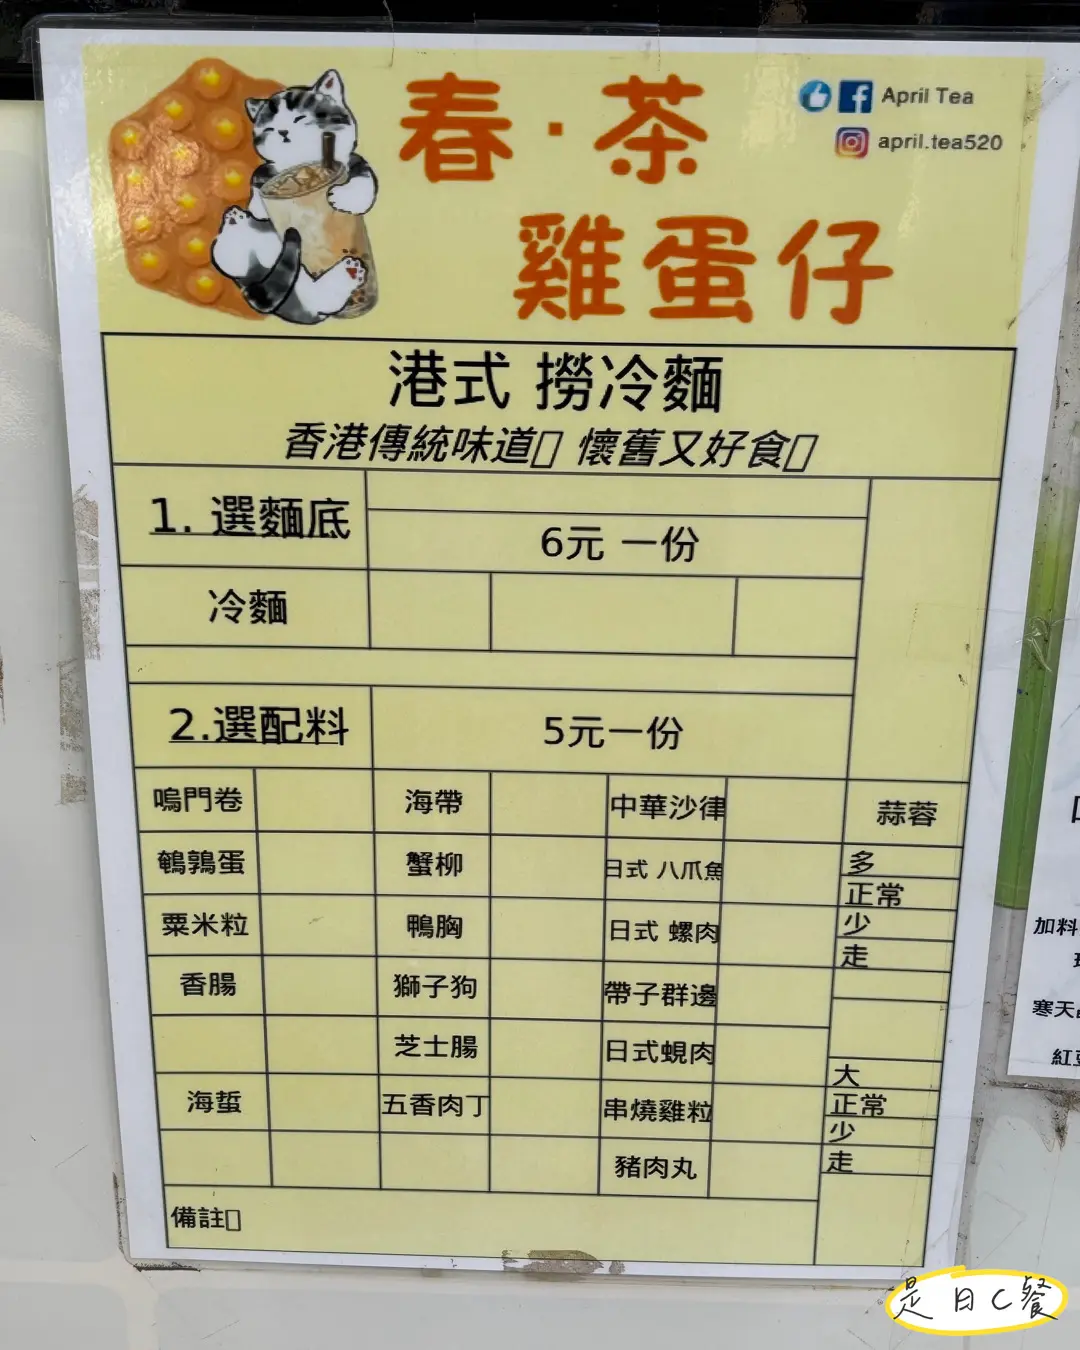 春·茶
雞蛋仔
April Tea
april.tea520
港式 撈冷麵
香港傳統味道 懷舊又好食
1. 選麵底
6元 一份
冷麵
2.選配料
5元一份
嗚門卷 海帶 中華沙律 蒜蓉
鵪鶉蛋 蟹柳 日式 八爪魚 多
正常
粟米粒 鴨胸 日式 螺肉 少
走
香腸 獅子狗 帶子群邊
芝士腸 日式蜆肉
大
海蜇 五香肉丁 串燒雞粒 正常
少
豬肉丸 走
備註
加料
寒天
紅豆
是日C餐